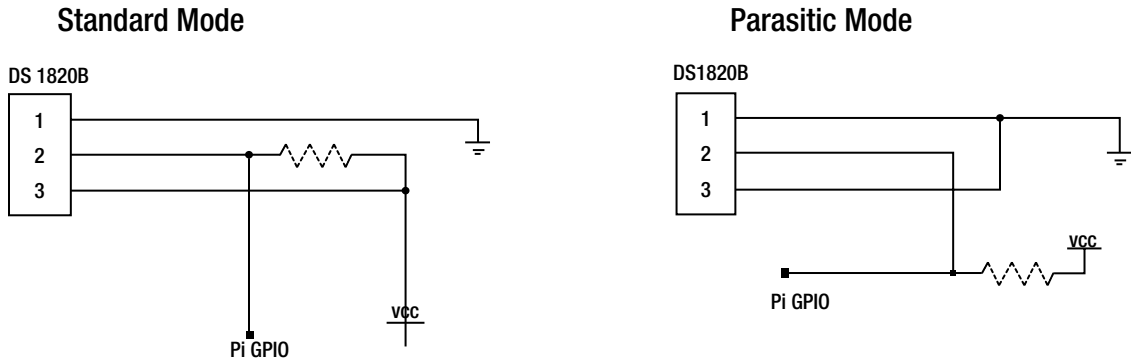 Standard Mode
DS 1820B
1
2
3
VCC
Pi GPIO
Parasitic Mode
DS1820B
1
2
3
VCC
Pi GPIO